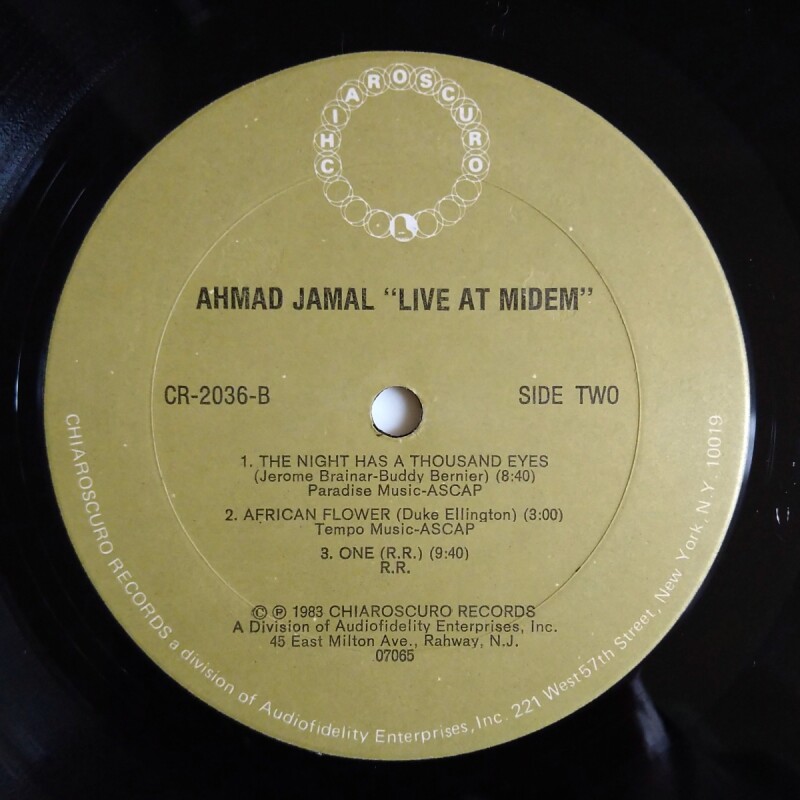 CHIAROSCURO
AHMAD JAMAL “LIVE AT MIDEM”
CR-2036-B
SIDE TWO
1. THE NIGHT HAS A THOUSAND EYES
(Jerome Brainar-Buddy Bernier) (8:40)
Paradise Music-ASCAP
2. AFRICAN FLOWER (Duke Ellington) (3:00)
Tempo Music-ASCAP
3. ONE (R.R.) (9:40)
R.R.
© ℗ 1983 CHIAROSCURO RECORDS
A Division of Audiofidelity Enterprises, Inc.
45 East Milton Ave., Rahway, N.J.
07065
CHIAROSCURO RECORDS a division of Audiofidelity Enterprises, Inc. 221 West 57th Street, New York, N.Y. 10019